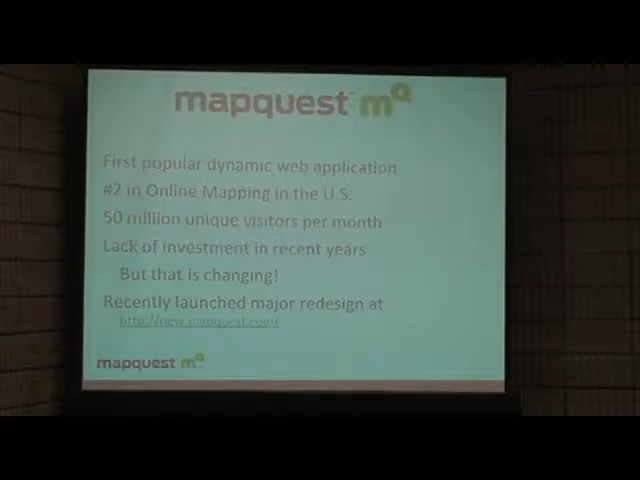 mapquest mq
First popular dynamic web application
#2 in Online Mapping in the U.S.
50 million unique visitors per month
Lack of investment in recent years
But that is changing!
Recently launched major redesign at
http://new.mapquest.com/
mapquest mq